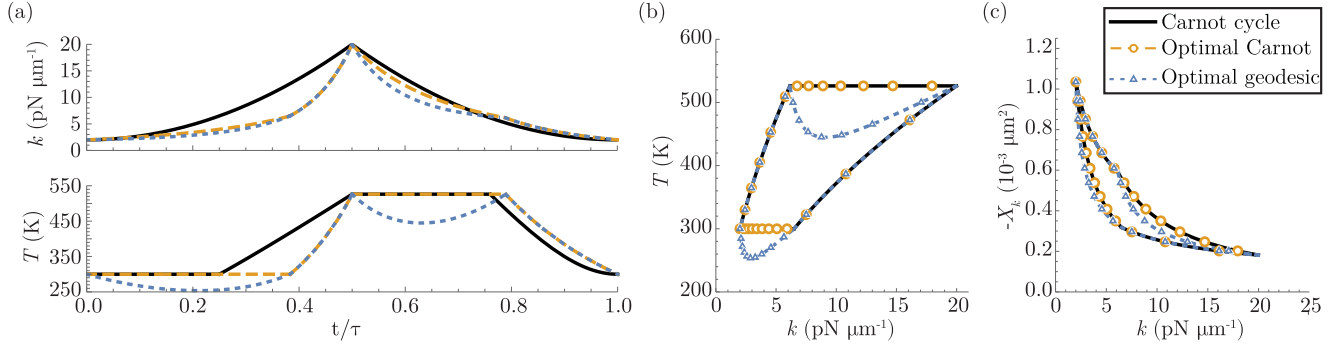 (a)
k (pN μm⁻¹)
20
15
10
5
0
T (K)
550
450
350
250
0.0 0.2 0.4 0.6 0.8 1.0
t/τ
(b)
T (K)
600
500
400
300
200
0 5 10 15 20
k (pN μm⁻¹)
(c)
Carnot cycle
Optimal Carnot
Optimal geodesic
-Xₖ (10⁻³ μm²)
1.2
1.0
0.8
0.6
0.4
0.2
0.0
0 5 10 15 20 25
k (pN μm⁻¹)